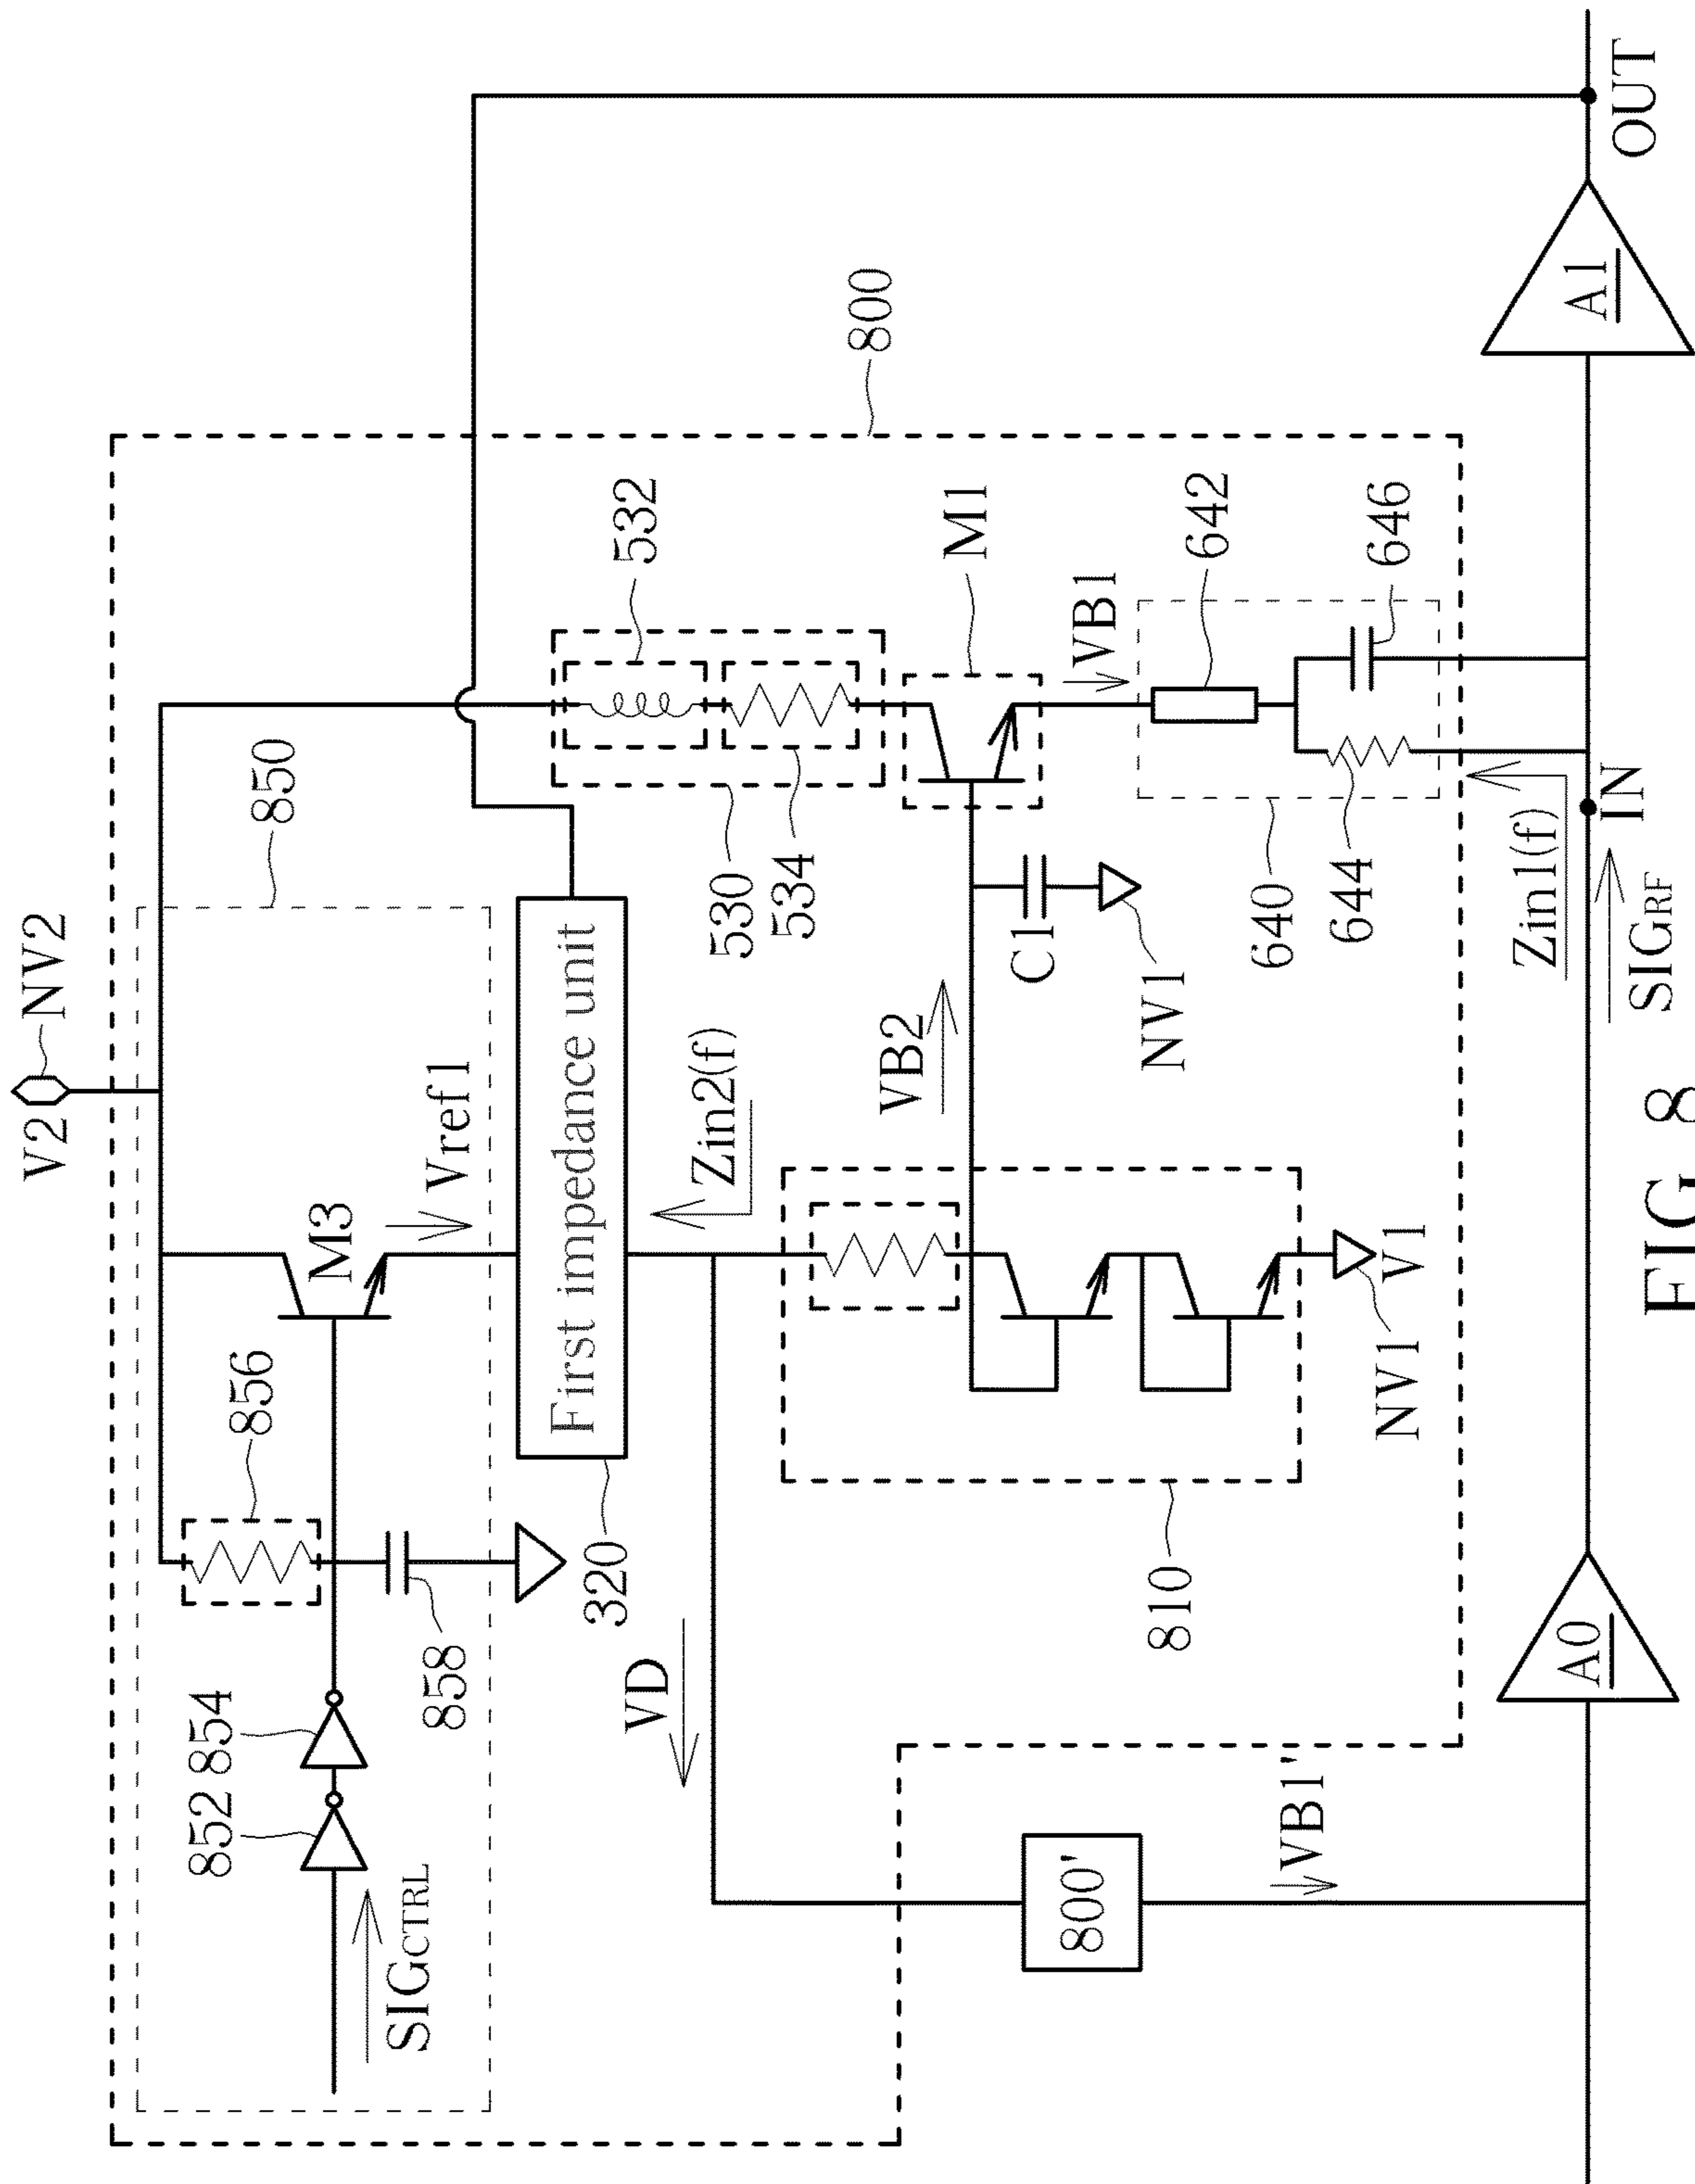 V2
NV2
850
856
M3
Vref1
852
854
858
SIGCTRL
320
First impedance unit
Zin2(f)
VD
530
532
534
800
VB2
M1
C1
NV1
VB1
810
640
642
644
646
NV1
V1
800'
VB1'
Zin1(f)
A0
SIGRF
IN
A1
OUT
FIG 8